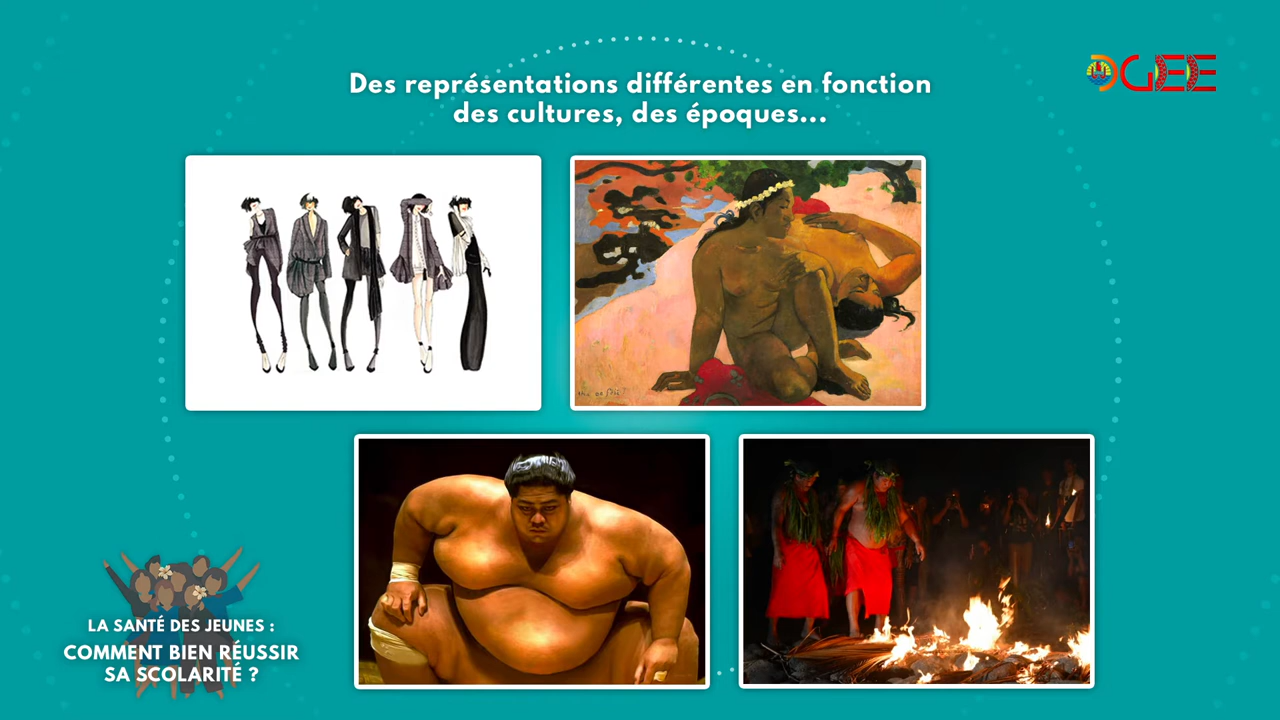 Des représentations différentes en fonction
des cultures, des époques...
DGEE
LA SANTÉ DES JEUNES :
COMMENT BIEN RÉUSSIR
SA SCOLARITÉ ?